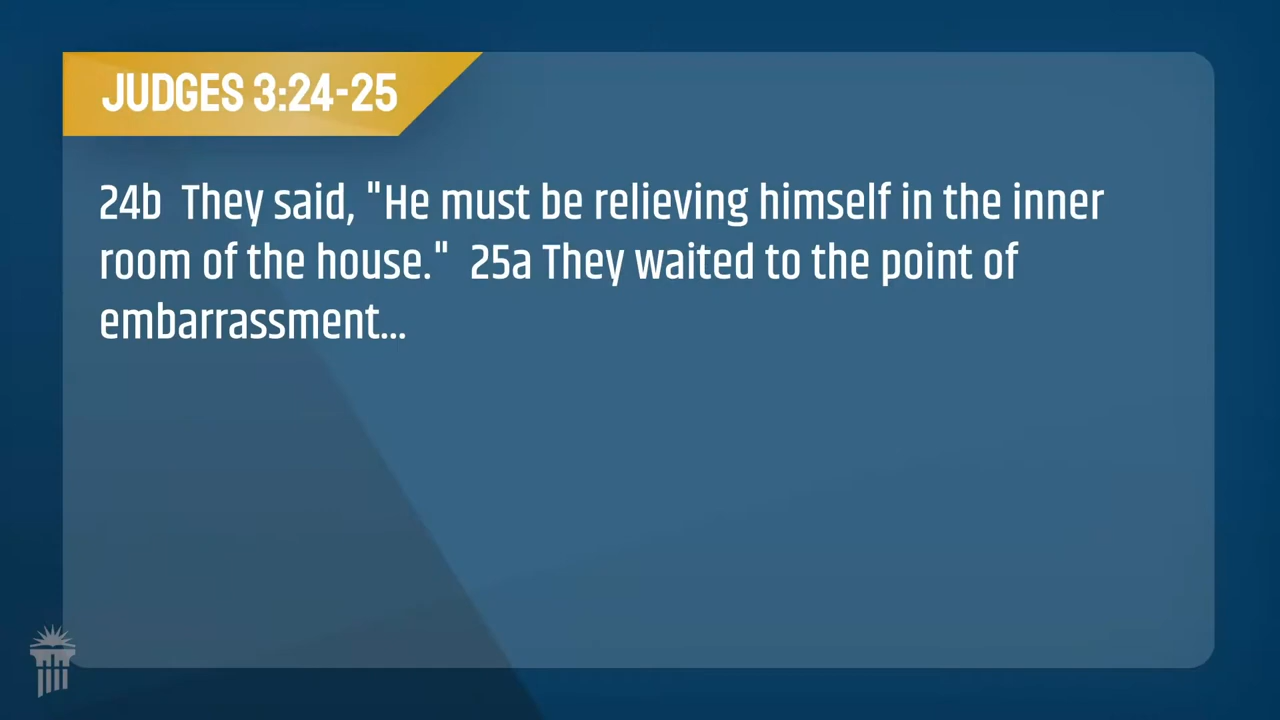 JUDGES 3:24-25
24b  They said, "He must be relieving himself in the inner
room of the house."  25a They waited to the point of
embarrassment...